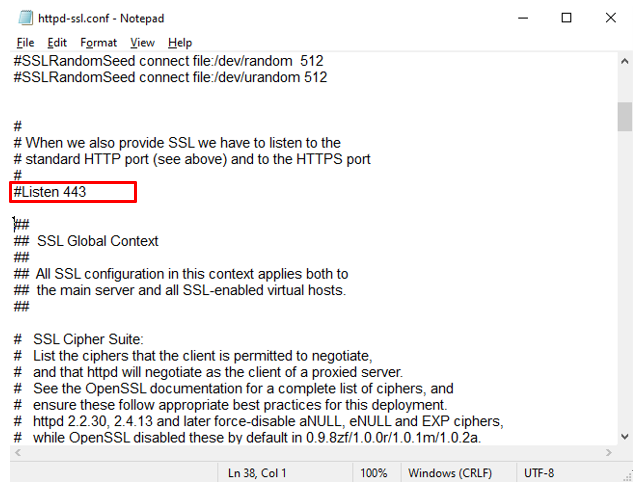 httpd-ssl.conf - Notepad
File Edit Format View Help
#SSLRandomSeed connect file:/dev/random  512
#SSLRandomSeed connect file:/dev/urandom 512
#
# When we also provide SSL we have to listen to the
# standard HTTP port (see above) and to the HTTPS port
#
#Listen 443
##
##  SSL Global Context
##
##  All SSL configuration in this context applies both to
##  the main server and all SSL-enabled virtual hosts.
##
#   SSL Cipher Suite:
#   List the ciphers that the client is permitted to negotiate,
#   and that httpd will negotiate as the client of a proxied server.
#   See the OpenSSL documentation for a complete list of ciphers, and
#   ensure these follow appropriate best practices for this deployment.
#   httpd 2.2.30, 2.4.13 and later force-disable aNULL, eNULL and EXP ciphers,
#   while OpenSSL disabled these by default in 0.9.8zf/1.0.0r/1.0.1m/1.0.2a.
Ln 38, Col 1 100% Windows (CRLF) UTF-8